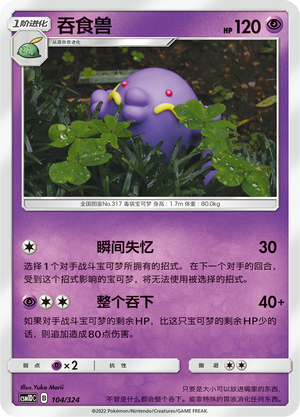 1阶进化
吞食兽
HP 120
从溶食兽进化
全国图鉴No.317 毒袋宝可梦 身高：1.7m 体重：80.0kg
瞬间失忆 30
选择1个对手战斗宝可梦所拥有的招式。在下一个对手的回合，
受到这个招式影响的宝可梦，将无法使用被选择的招式。
整个吞下 40+
如果对手战斗宝可梦的剩余HP，比这只宝可梦的剩余HP少的
话，则追加造成80点伤害。
弱点 ×2 抗性 撤退
Illus.Yuka Morii
CSM1DC B 104/324
只要是大小可以放进嘴里的东西，
不管是什么都会整个吞下。能靠特殊的胃液消化任何东西。
©2022 Pokémon/Nintendo/Creatures/GAME FREAK.